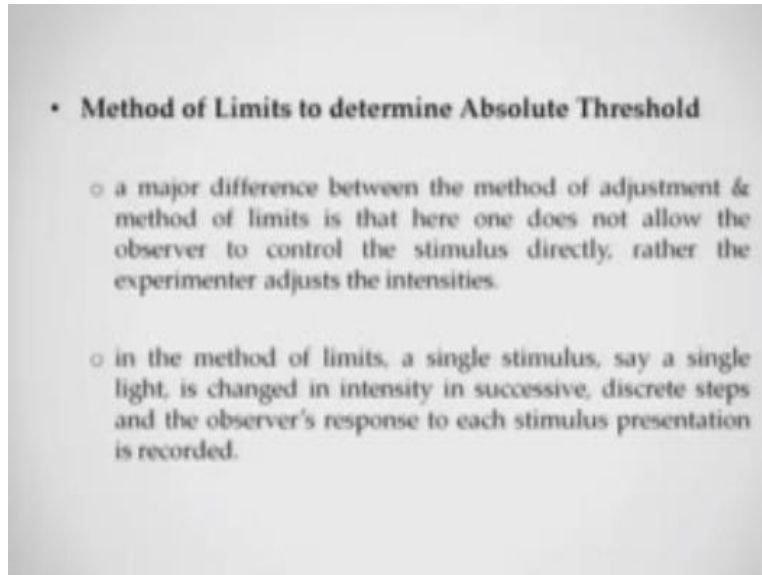 • Method of Limits to determine Absolute Threshold
o a major difference between the method of adjustment &
method of limits is that here one does not allow the
observer to control the stimulus directly, rather the
experimenter adjusts the intensities.
o in the method of limits, a single stimulus, say a single
light, is changed in intensity in successive, discrete steps
and the observer's response to each stimulus presentation
is recorded.